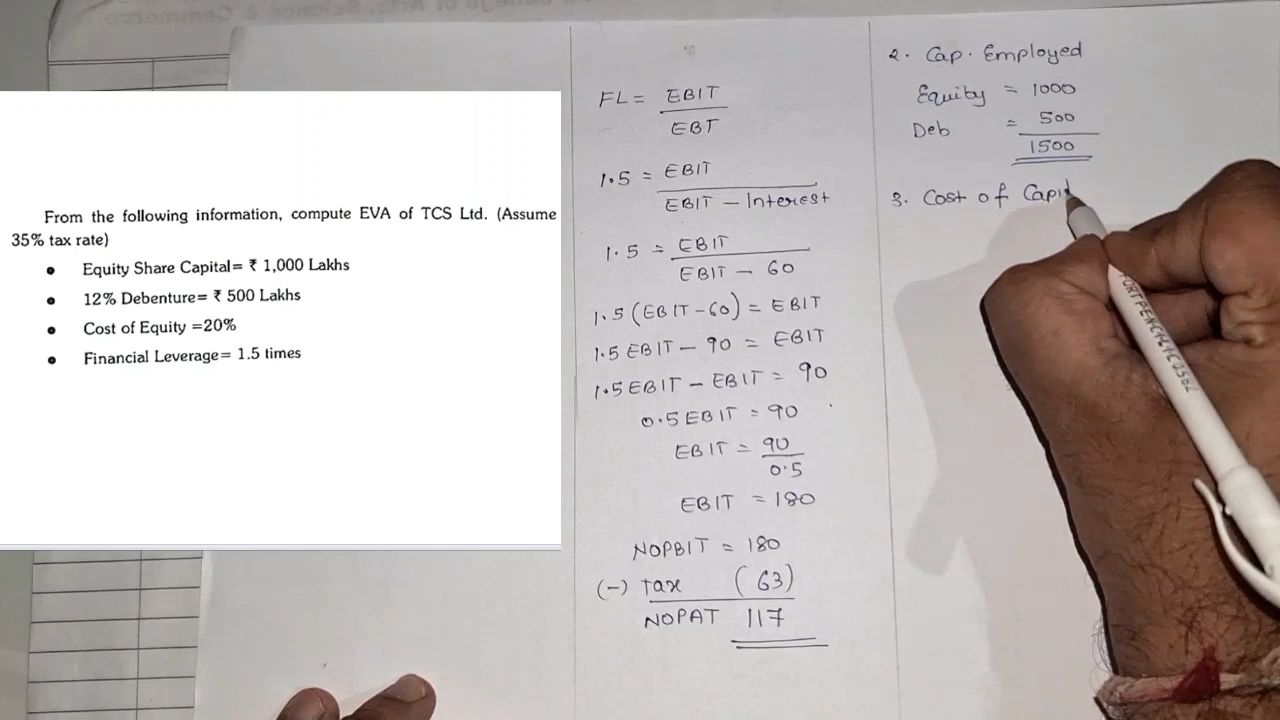 From the following information, compute EVA of TCS Ltd. (Assume
35% tax rate)
• Equity Share Capital= ₹ 1,000 Lakhs
• 12% Debenture= ₹ 500 Lakhs
• Cost of Equity =20%
• Financial Leverage= 1.5 times
FL = EBIT
EBT
1.5 = EBIT
EBIT - Interest
1.5 = EBIT
EBIT - 60
1.5 (EBIT-60) = EBIT
1.5 EBIT - 90 = EBIT
1.5 EBIT - EBIT = 90
0.5 EBIT = 90
EBIT = 90
0.5
EBIT = 180
NOPBIT = 180
(-) Tax (63)
NOPAT 117
2. Cap. Employed
Equity = 1000
Deb = 500
1500
3. Cost of Capi